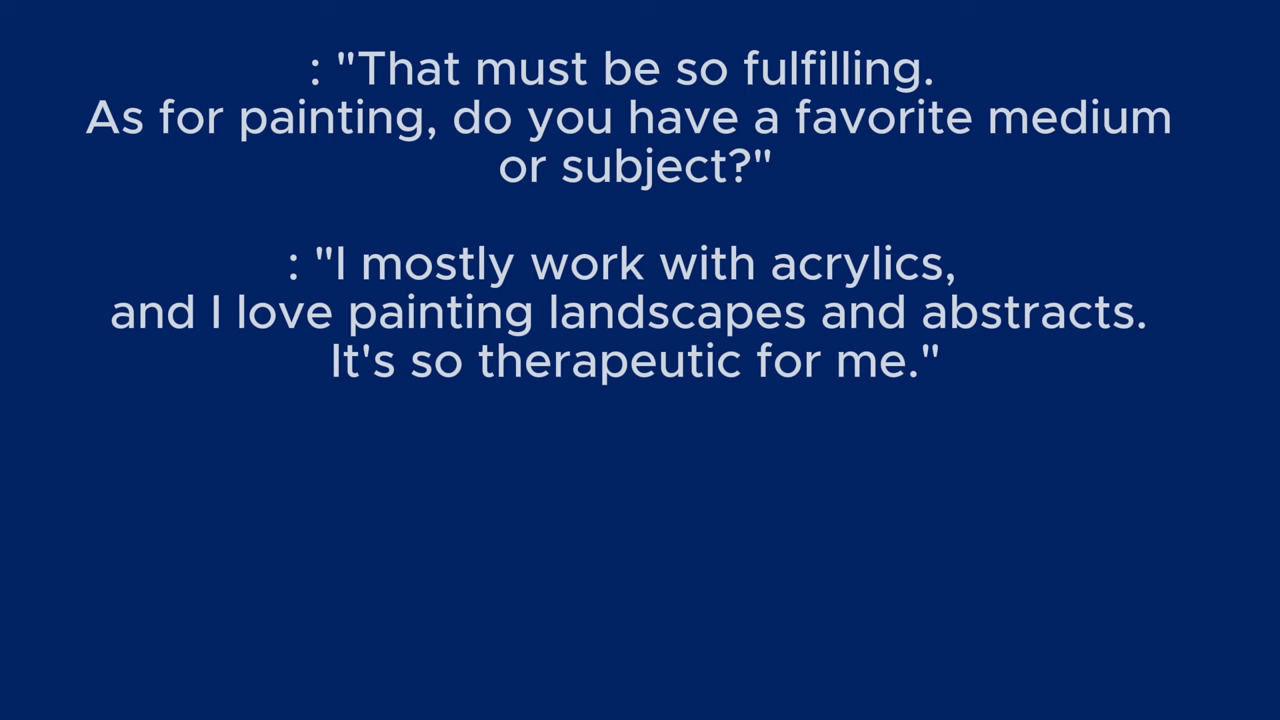 : "That must be so fulfilling.
As for painting, do you have a favorite medium
or subject?"
: "I mostly work with acrylics,
and I love painting landscapes and abstracts.
It's so therapeutic for me."